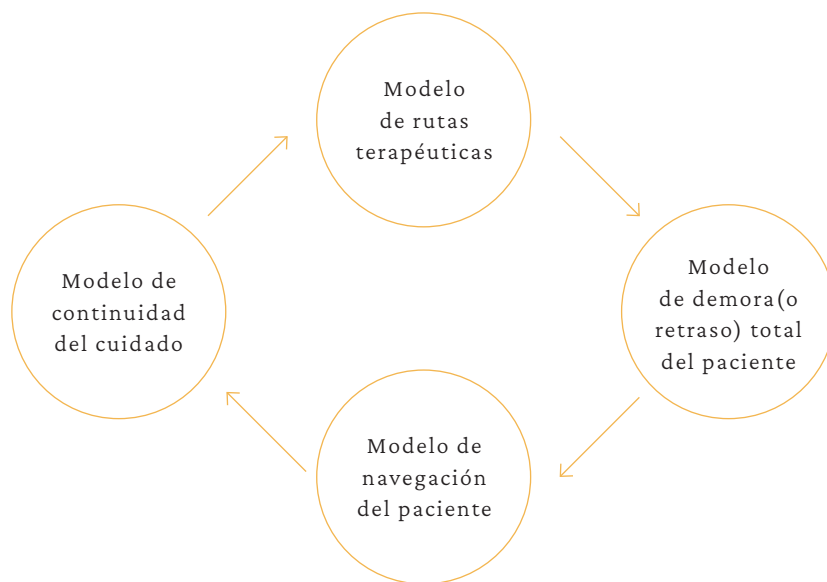 Modelo
de rutas
terapéuticas
Modelo
de demora(o
retraso) total
del paciente
Modelo de
navegación
del paciente
Modelo de
continuidad
del cuidado